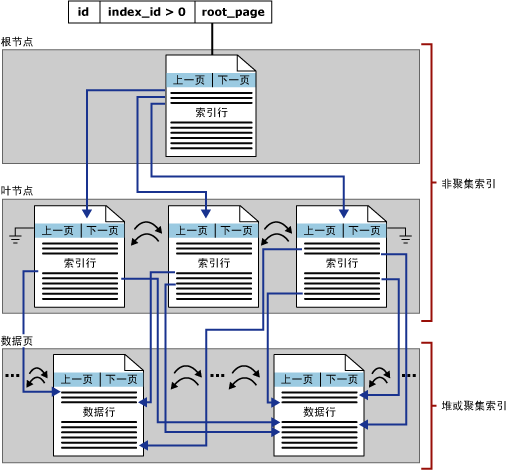 id index_id > 0 root_page
根节点
上一页 下一页
索引行
非聚集索引
叶节点
上一页 下一页 上一页 下一页 上一页 下一页
索引行 索引行 索引行
数据页
... ... ...
上一页 下一页 上一页 下一页
数据行 数据行
堆或聚集索引